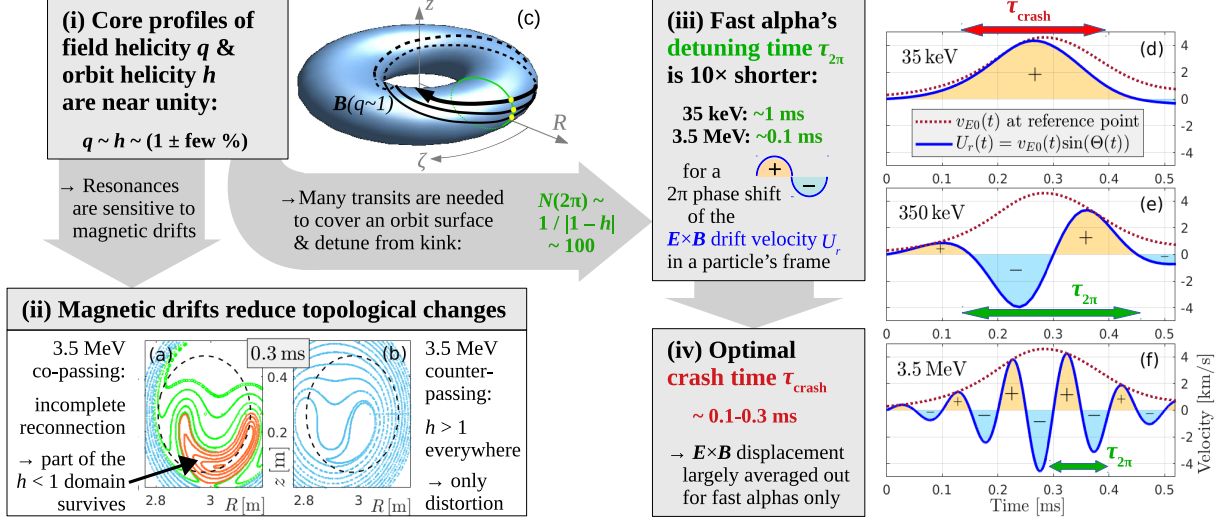 (i) Core profiles of
field helicity q &
orbit helicity h
are near unity:
q ~ h ~ (1 ± few %)
→ Resonances
are sensitive to
magnetic drifts
(c)
z
B(q~1)
R
ζ
→Many transits are needed
to cover an orbit surface
& detune from kink:
N(2π) ~
1 / |1 – h|
~ 100
(ii) Magnetic drifts reduce topological changes
3.5 MeV
co-passing:
incomplete
reconnection
→ part of the
h < 1 domain
survives
(a)
0.3 ms
(b)
0.4
0.2
z [m]
2.8
3
R [m]
2.8
3
R [m]
3.5 MeV
counter-
passing:
h > 1
everywhere
→ only
distortion
(iii) Fast alpha's
detuning time τ2π
is 10× shorter:
35 keV: ~1 ms
3.5 MeV: ~0.1 ms
for a
2π phase shift
of the
E×B drift velocity Ur
in a particle's frame
+
−
(iv) Optimal
crash time τcrash
~ 0.1-0.3 ms
→ E×B displacement
largely averaged out
for fast alphas only
τcrash
35 keV
(d)
+
vE0(t) at reference point
Ur(t) = vE0(t)sin(Θ(t))
4
2
0
-2
-4
0
0.1
0.2
0.3
0.4
0.5
350 keV
(e)
+
−
+
−
τ2π
4
2
0
-2
-4
0
0.1
0.2
0.3
0.4
0.5
3.5 MeV
(f)
−
+
−
+
−
+
−
+
−
τ2π
4
2
0
-2
-4
Velocity [km/s]
0
0.1
0.2
0.3
0.4
0.5
Time [ms]